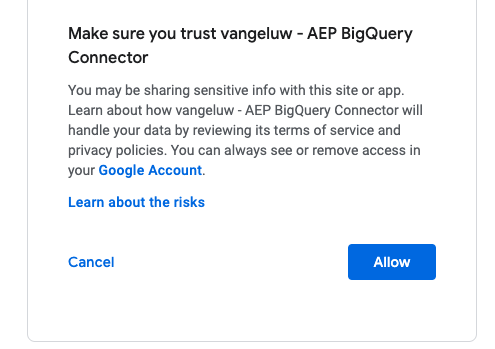 Make sure you trust vangeluw - AEP BigQuery
Connector
You may be sharing sensitive info with this site or app.
Learn about how vangeluw - AEP BigQuery Connector will
handle your data by reviewing its terms of service and
privacy policies. You can always see or remove access in
your Google Account.
Learn about the risks
Cancel
Allow